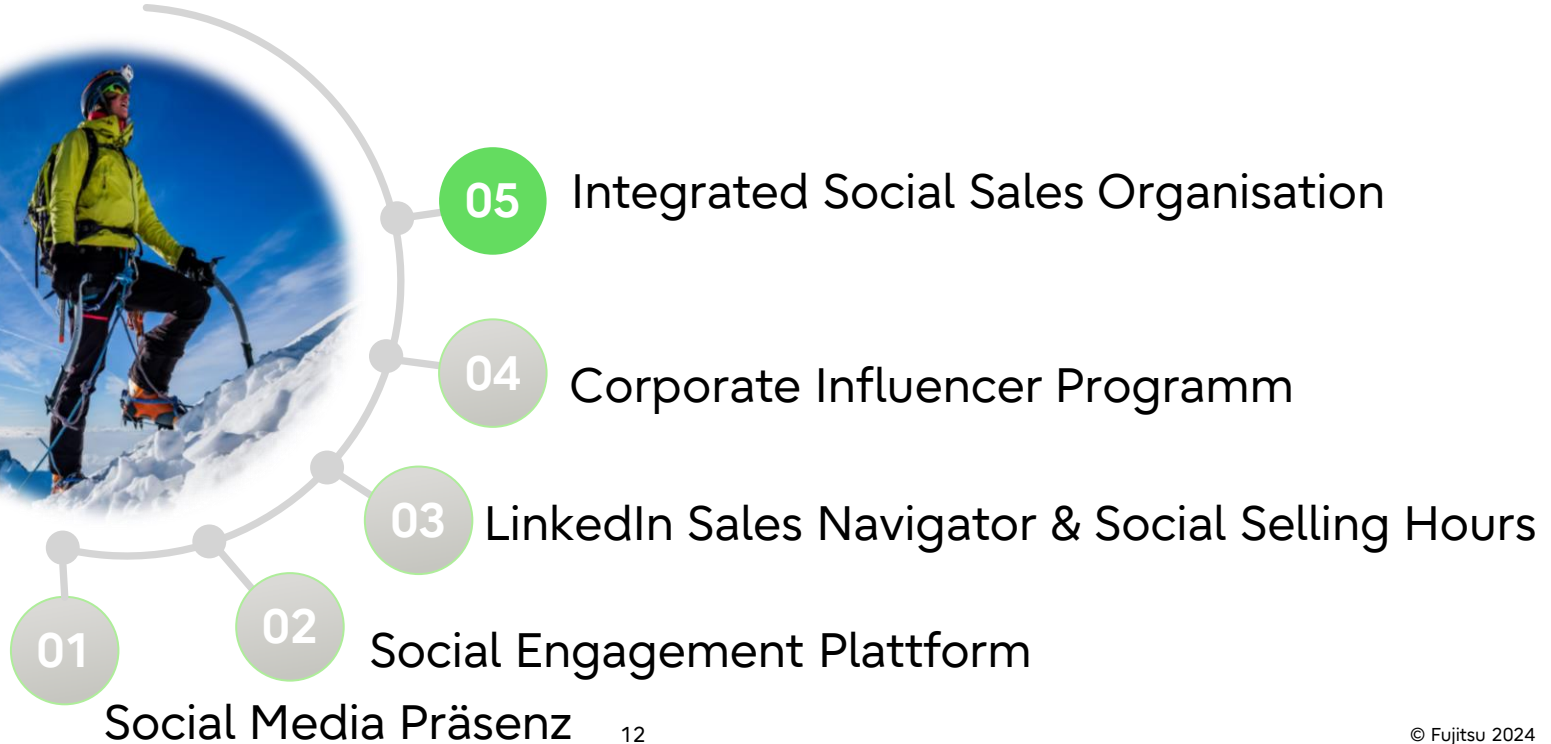 05
Integrated Social Sales Organisation
04
Corporate Influencer Programm
03
LinkedIn Sales Navigator & Social Selling Hours
02
Social Engagement Plattform
01
Social Media Präsenz
12
© Fujitsu 2024